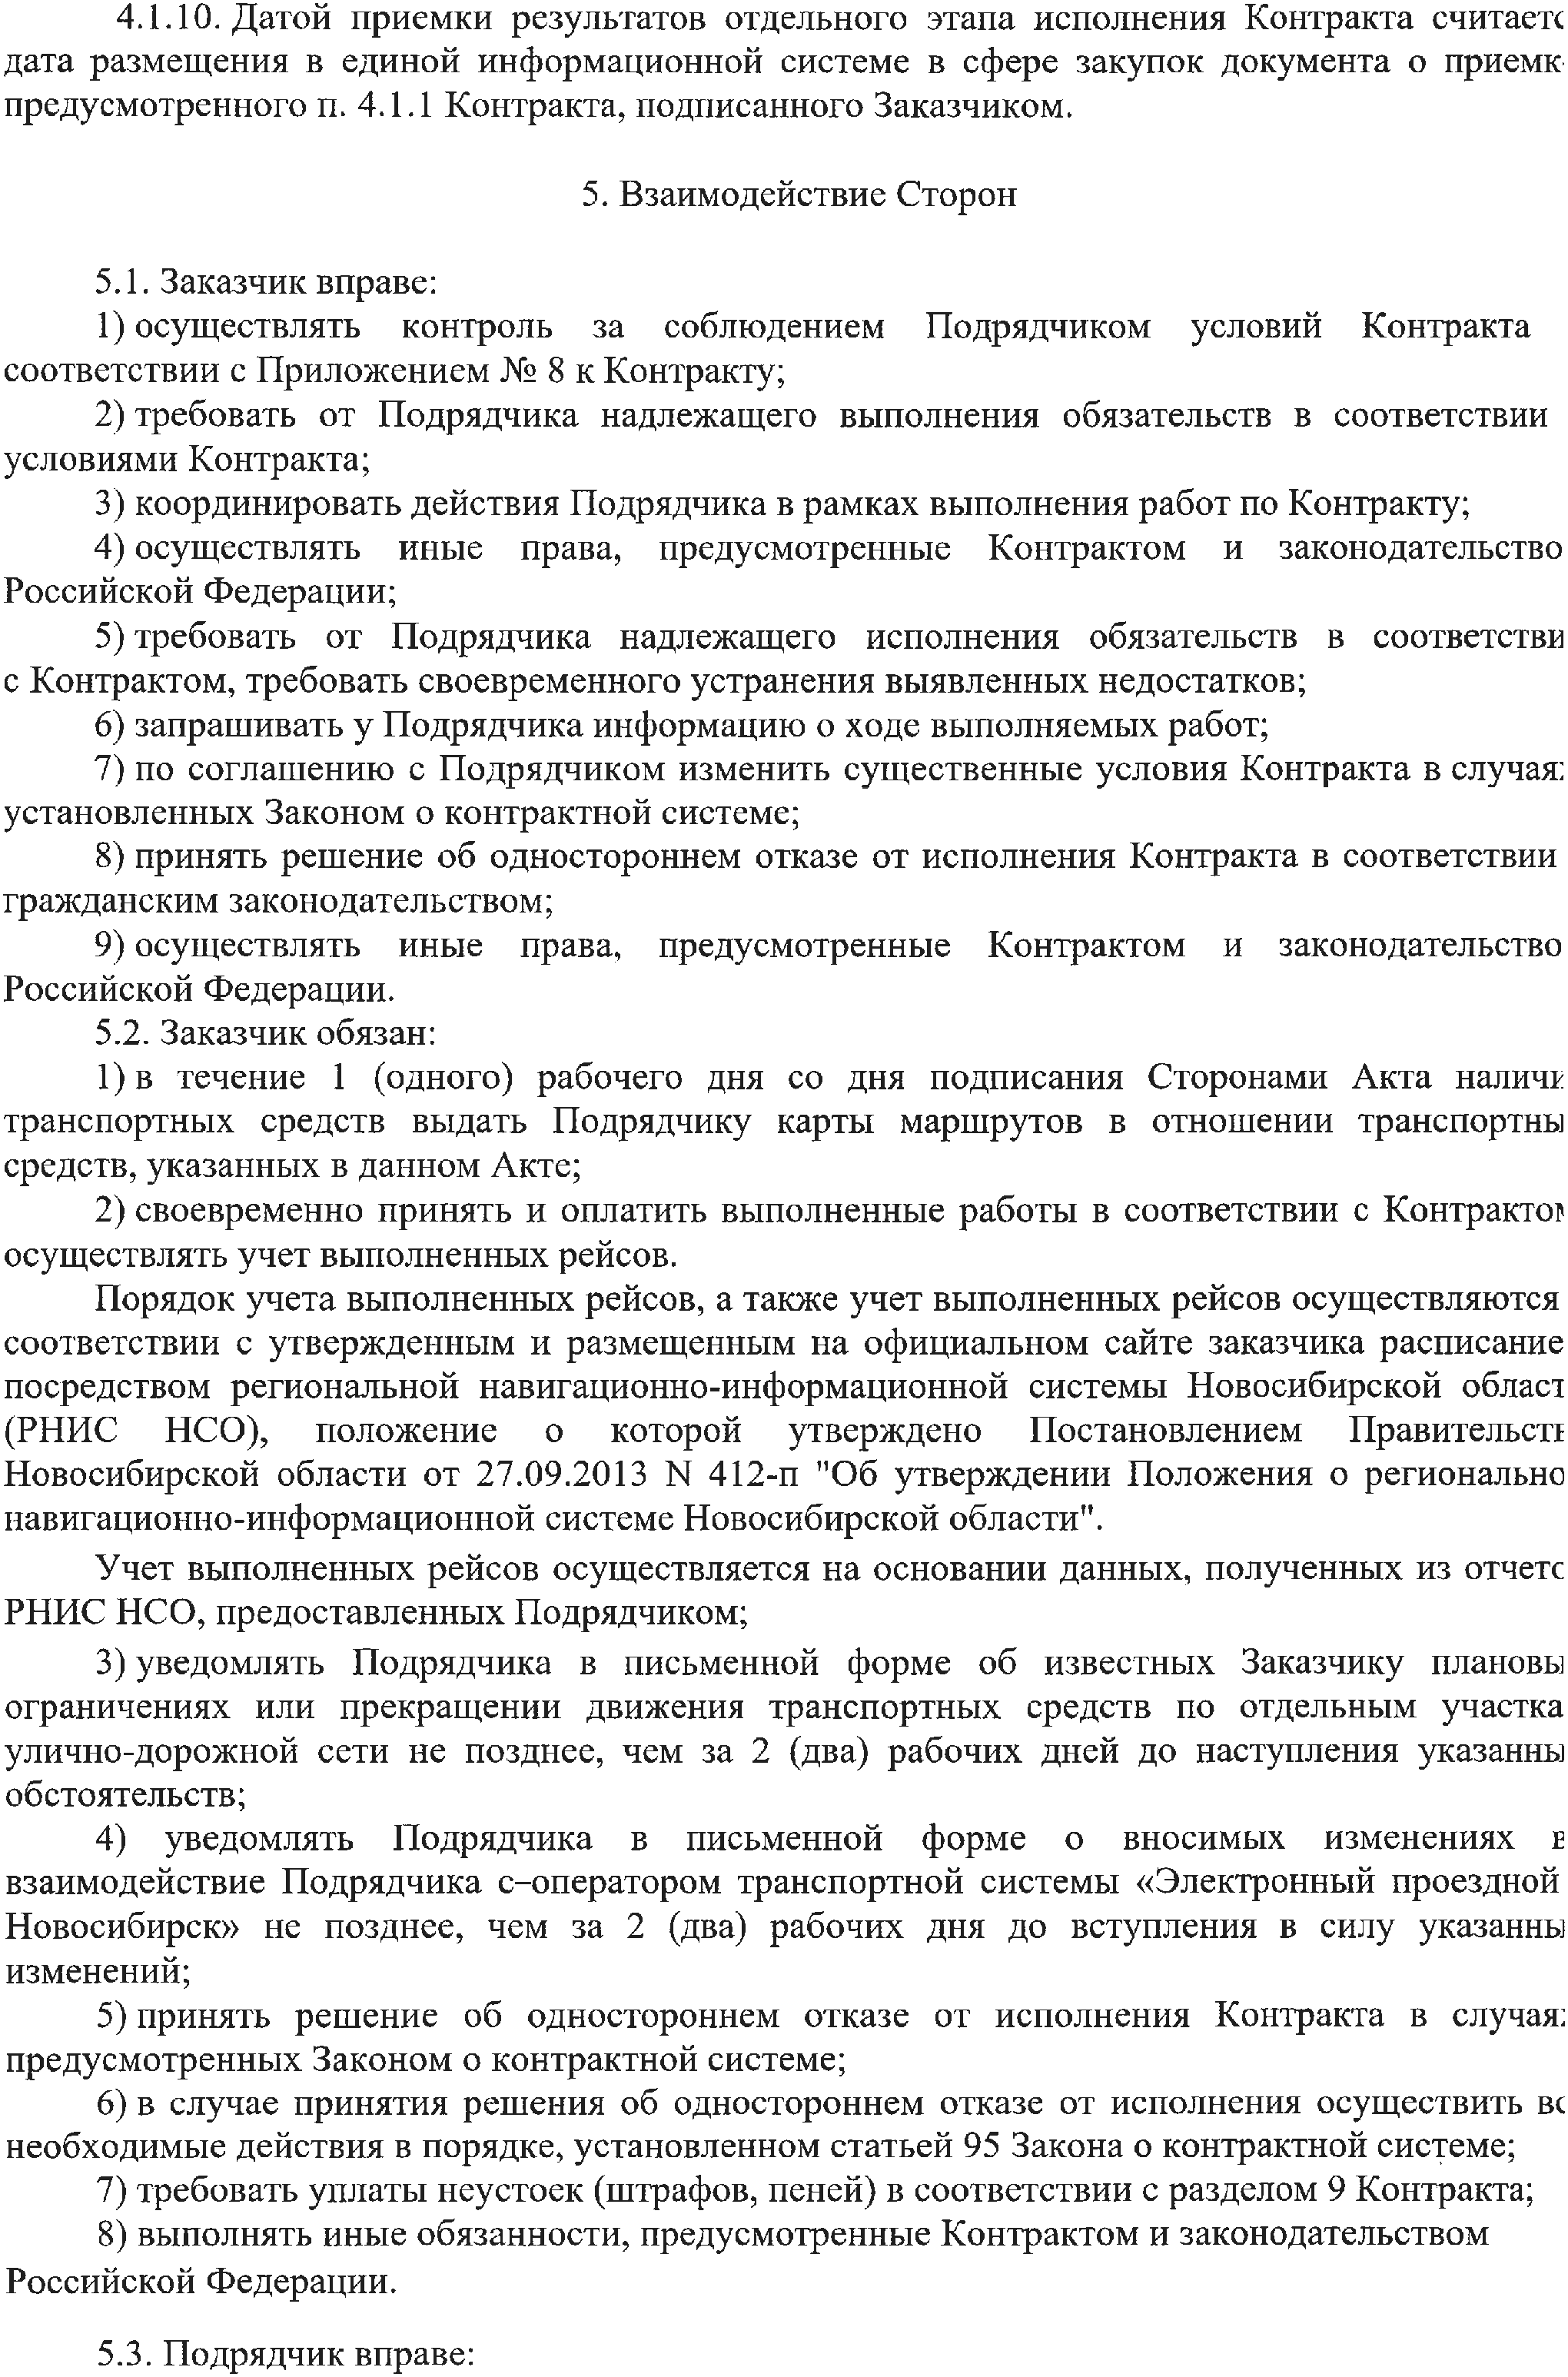 4.1.10. Датой приемки результатов отдельного этапа исполнения Контракта считаетс
дата размещения в единой информационной системе в сфере закупок документа о приемк
предусмотренного п. 4.1.1 Контракта, подписанного Заказчиком.
5. Взаимодействие Сторон
5.1. Заказчик вправе:
1) осуществлять контроль за соблюдением Подрядчиком условий Контракта
соответствии с Приложением № 8 к Контракту;
2) требовать от Подрядчика надлежащего выполнения обязательств в соответствии
условиями Контракта;
3) координировать действия Подрядчика в рамках выполнения работ по Контракту;
4) осуществлять иные права, предусмотренные Контрактом и законодательство
Российской Федерации;
5) требовать от Подрядчика надлежащего исполнения обязательств в соответстви
с Контрактом, требовать своевременного устранения выявленных недостатков;
6) запрашивать у Подрядчика информацию о ходе выполняемых работ;
7) по соглашению с Подрядчиком изменить существенные условия Контракта в случая
установленных Законом о контрактной системе;
8) принять решение об одностороннем отказе от исполнения Контракта в соответствии
гражданским законодательством;
9) осуществлять иные права, предусмотренные Контрактом и законодательство
Российской Федерации.
5.2. Заказчик обязан:
1) в течение 1 (одного) рабочего дня со дня подписания Сторонами Акта наличи
транспортных средств выдать Подрядчику карты маршрутов в отношении транспортны
средств, указанных в данном Акте;
2) своевременно принять и оплатить выполненные работы в соответствии с Контрактом
осуществлять учет выполненных рейсов.
Порядок учета выполненных рейсов, а также учет выполненных рейсов осуществляются
соответствии с утвержденным и размещенным на официальном сайте заказчика расписание
посредством региональной навигационно-информационной системы Новосибирской област
(РНИС НСО), положение о которой утверждено Постановлением Правительств
Новосибирской области от 27.09.2013 N 412-п "Об утверждении Положения о регионально
навигационно-информационной системе Новосибирской области".
Учет выполненных рейсов осуществляется на основании данных, полученных из отчето
РНИС НСО, предоставленных Подрядчиком;
3) уведомлять Подрядчика в письменной форме об известных Заказчику плановы
ограничениях или прекращении движения транспортных средств по отдельным участка
улично-дорожной сети не позднее, чем за 2 (два) рабочих дней до наступления указанны
обстоятельств;
4) уведомлять Подрядчика в письменной форме о вносимых изменениях в
взаимодействие Подрядчика с–оператором транспортной системы «Электронный проездной
Новосибирск» не позднее, чем за 2 (два) рабочих дня до вступления в силу указанны
изменений;
5) принять решение об одностороннем отказе от исполнения Контракта в случая
предусмотренных Законом о контрактной системе;
6) в случае принятия решения об одностороннем отказе от исполнения осуществить вс
необходимые действия в порядке, установленном статьей 95 Закона о контрактной системе;
7) требовать уплаты неустоек (штрафов, пеней) в соответствии с разделом 9 Контракта;
8) выполнять иные обязанности, предусмотренные Контрактом и законодательством
Российской Федерации.
5.3. Подрядчик вправе: